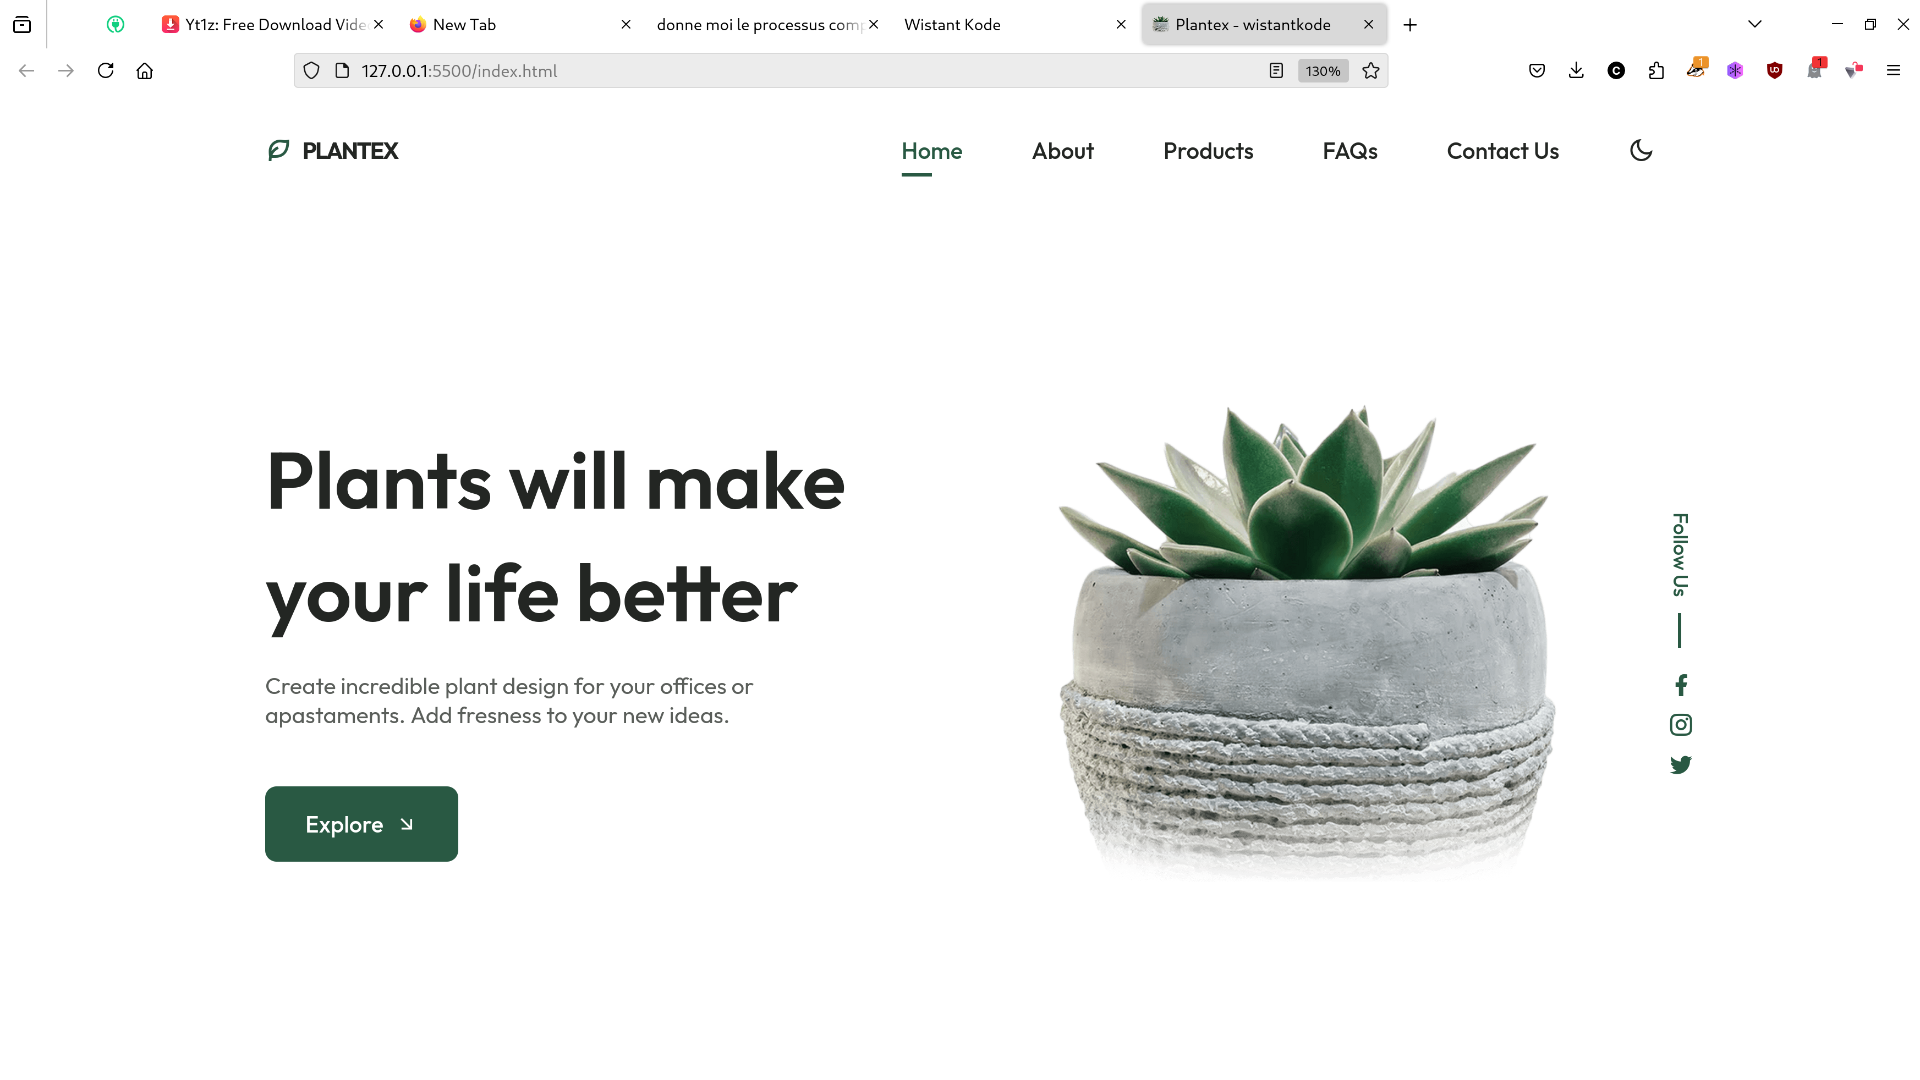 Yt1z: Free Download Vide
New Tab
donne moi le processus comp
Wistant Kode
Plantex - wistantkode
127.0.0.1:5500/index.html
130%
1
1
PLANTEX
Home
About
Products
FAQs
Contact Us
Plants will make
your life better
Create incredible plant design for your offices or
apastaments. Add fresness to your new ideas.
Explore
Follow Us